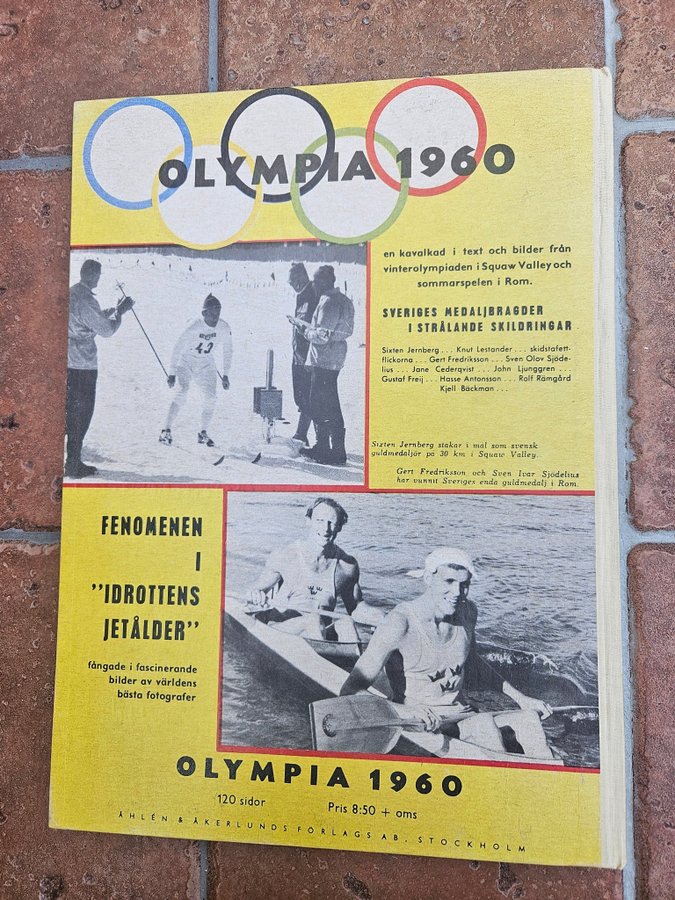 OLYMPIA 1960
en kavalkad i text och bilder från
vinterolympiaden i Squaw Valley och
sommarspelen i Rom.
SVERIGES MEDALJBRAGDER
I STRÅLANDE SKILDRINGAR
Sixten Jernberg . . . Knut Lestander . . . skidstafett-
flickorna . . . Gert Fredriksson . . . Sven Olov Sjöde-
lius . . . Jane Cederqvist . . . John Ljunggren . . .
Gustaf Freij . . . Hasse Antonsson . . . Rolf Rämgård
Kjell Bäckman . . .
43
Sixten Jernberg stakar i mål som svensk
guldmedaljör på 30 km i Squaw Valley.
Gert Fredriksson och Sven Ivar Sjödelius
har vunnit Sveriges enda guldmedalj i Rom.
FENOMENEN
I
"IDROTTENS
JETÅLDER"
fångade i fascinerande
bilder av världens
bästa fotografer
OLYMPIA 1960
120 sidor Pris 8:50 + oms
ÅHLÉN & ÅKERLUNDS FÖRLAGS AB, STOCKHOLM